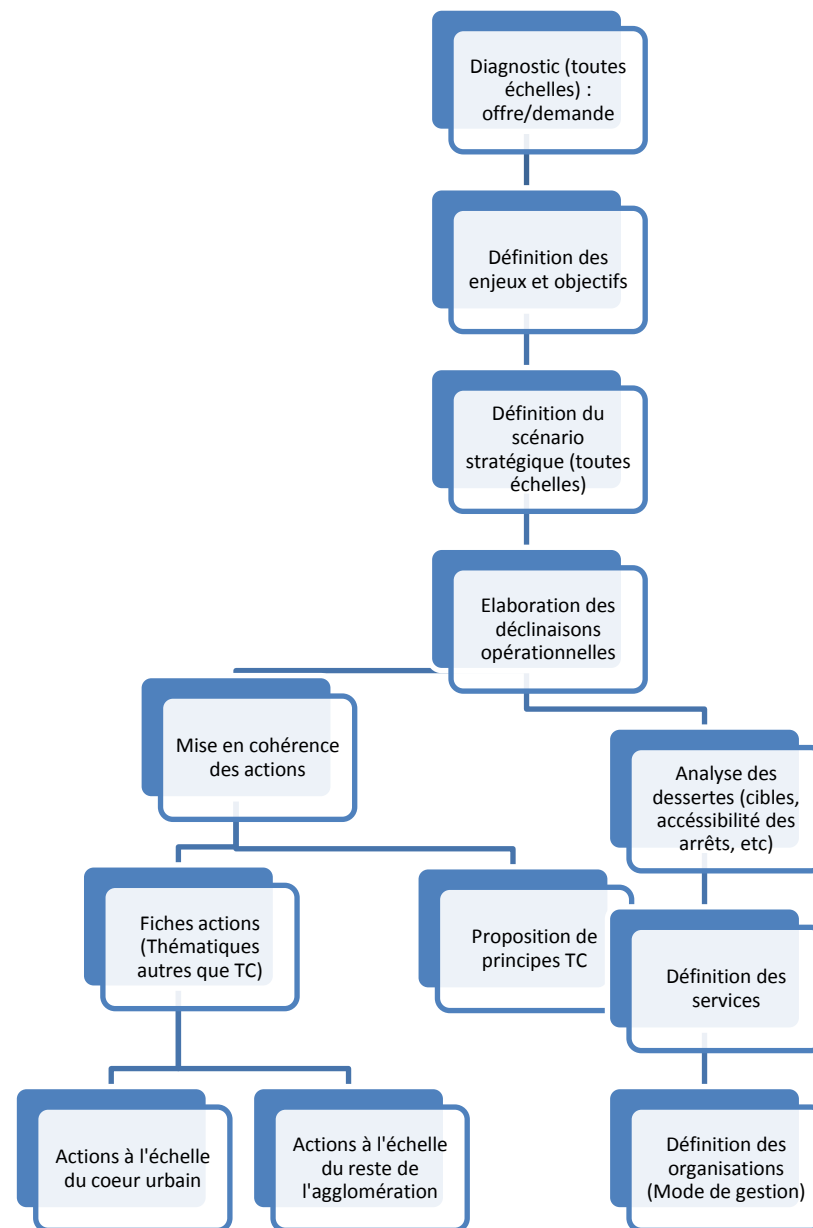 Diagnostic (toutes
échelles) :
offre/demande
Définition des
enjeux et objectifs
Définition du
scénario
stratégique (toutes
échelles)
Elaboration des
déclinaisons
opérationnelles
Mise en cohérence
des actions
Analyse des
dessertes (cibles,
accéssibilité des
arrêts, etc)
Fiches actions
(Thématiques
autres que TC)
Proposition de
principes TC
Définition des
services
Actions à l'échelle
du coeur urbain
Actions à l'échelle
du reste de
l'agglomération
Définition des
organisations
(Mode de gestion)